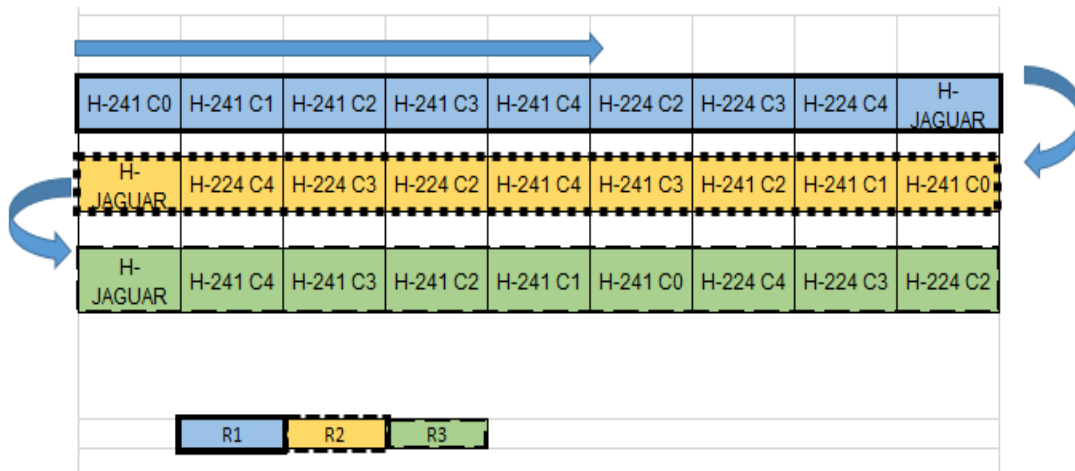 H-241 C0 H-241 C1 H-241 C2 H-241 C3 H-241 C4 H-224 C2 H-224 C3 H-224 C4 H-
JAGUAR
H-
JAGUAR H-224 C4 H-224 C3 H-224 C2 H-241 C4 H-241 C3 H-241 C2 H-241 C1 H-241 C0
H-
JAGUAR H-241 C4 H-241 C3 H-241 C2 H-241 C1 H-241 C0 H-224 C4 H-224 C3 H-224 C2
R1 R2 R3